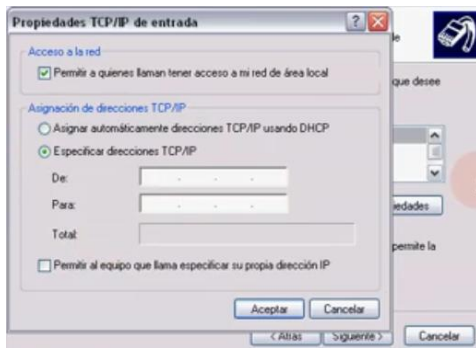 Propiedades TCP/IP de entrada
Acceso a la red
Permitir a quienes llaman tener acceso a mi red de área local
que desee
Asignación de direcciones TCP/IP
Asignar automáticamente direcciones TCP/IP usando DHCP
Especificar direcciones TCP/IP
De:
Para:
iedades
Total:
permite la
Permitir al equipo que llama especificar su propia dirección IP
Aceptar Cancelar
< Atrás Siguiente > Cancelar